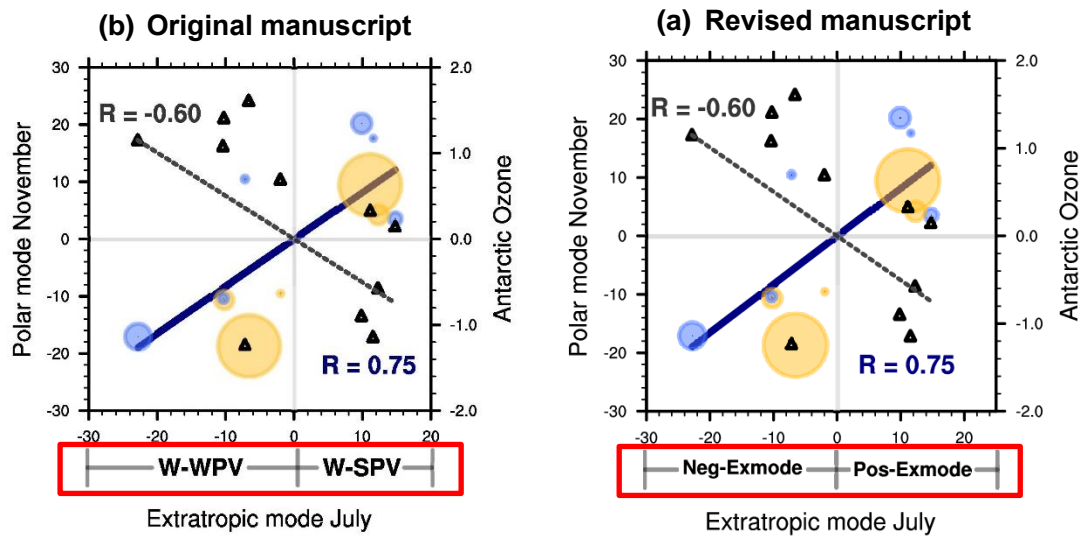 (b) Original manuscript
30
20
10
0
-10
-20
-30
Polar mode November
2.0
1.0
0.0
-1.0
-2.0
Antarctic Ozone
R = -0.60
R = 0.75
-30 -20 -10 0 10 20
W-WPV W-SPV
Extratropic mode July
(a) Revised manuscript
30
20
10
0
-10
-20
-30
Polar mode November
2.0
1.0
0.0
-1.0
-2.0
Antarctic Ozone
R = -0.60
R = 0.75
-30 -20 -10 0 10 20
Neg-Exmode Pos-Exmode
Extratropic mode July